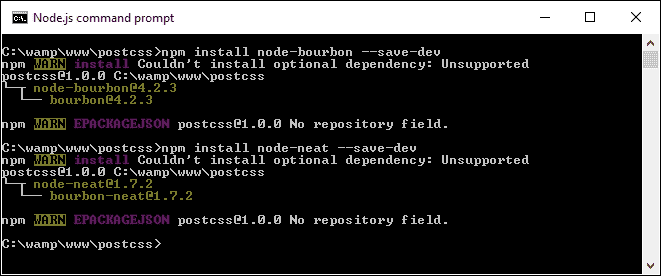 Node.js command prompt
C:\wamp\www\postcss>npm install node-bourbon --save-dev
npm WARN install Couldn't install optional dependency: Unsupported
postcss@1.0.0 C:\wamp\www\postcss
└─┬ node-bourbon@4.2.3
  └── bourbon@4.2.3
npm WARN EPACKAGEJSON postcss@1.0.0 No repository field.
C:\wamp\www\postcss>npm install node-neat --save-dev
npm WARN install Couldn't install optional dependency: Unsupported
postcss@1.0.0 C:\wamp\www\postcss
└─┬ node-neat@1.7.2
  └── bourbon-neat@1.7.2
npm WARN EPACKAGEJSON postcss@1.0.0 No repository field.
C:\wamp\www\postcss>